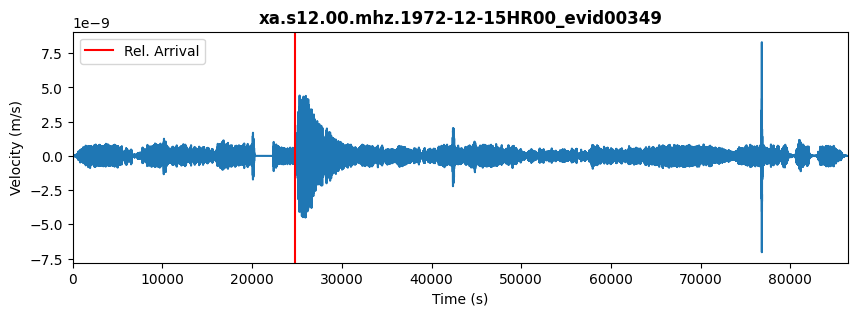 xa.s12.00.mhz.1972-12-15HR00_evid00349
1e−9
Rel. Arrival
7.5
5.0
2.5
0.0
−2.5
−5.0
−7.5
Velocity (m/s)
0 10000 20000 30000 40000 50000 60000 70000 80000
Time (s)